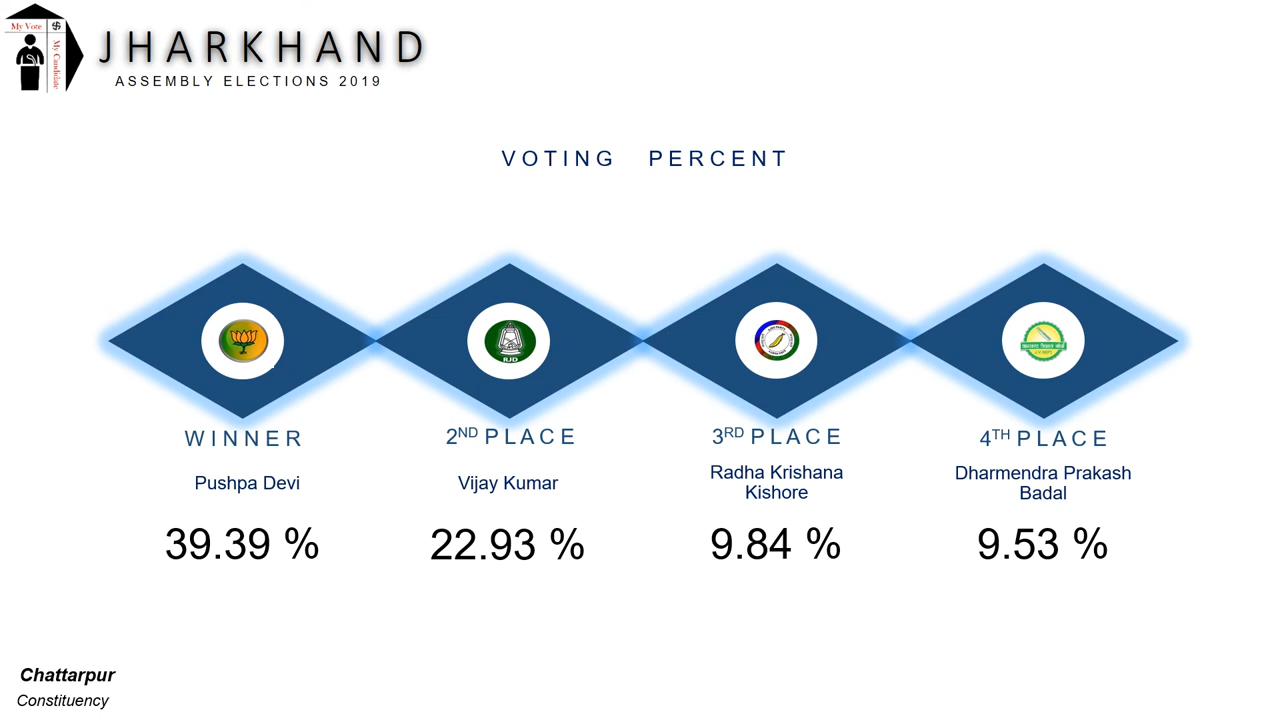 My Vote
My Candidate
JHARKHAND
ASSEMBLY ELECTIONS 2019
VOTING PERCENT
RJD
WINNER
2ND PLACE
3RD PLACE
4TH PLACE
Pushpa Devi
Vijay Kumar
Radha Krishana
Kishore
Dharmendra Prakash
Badal
39.39 %
22.93 %
9.84 %
9.53 %
Chattarpur
Constituency